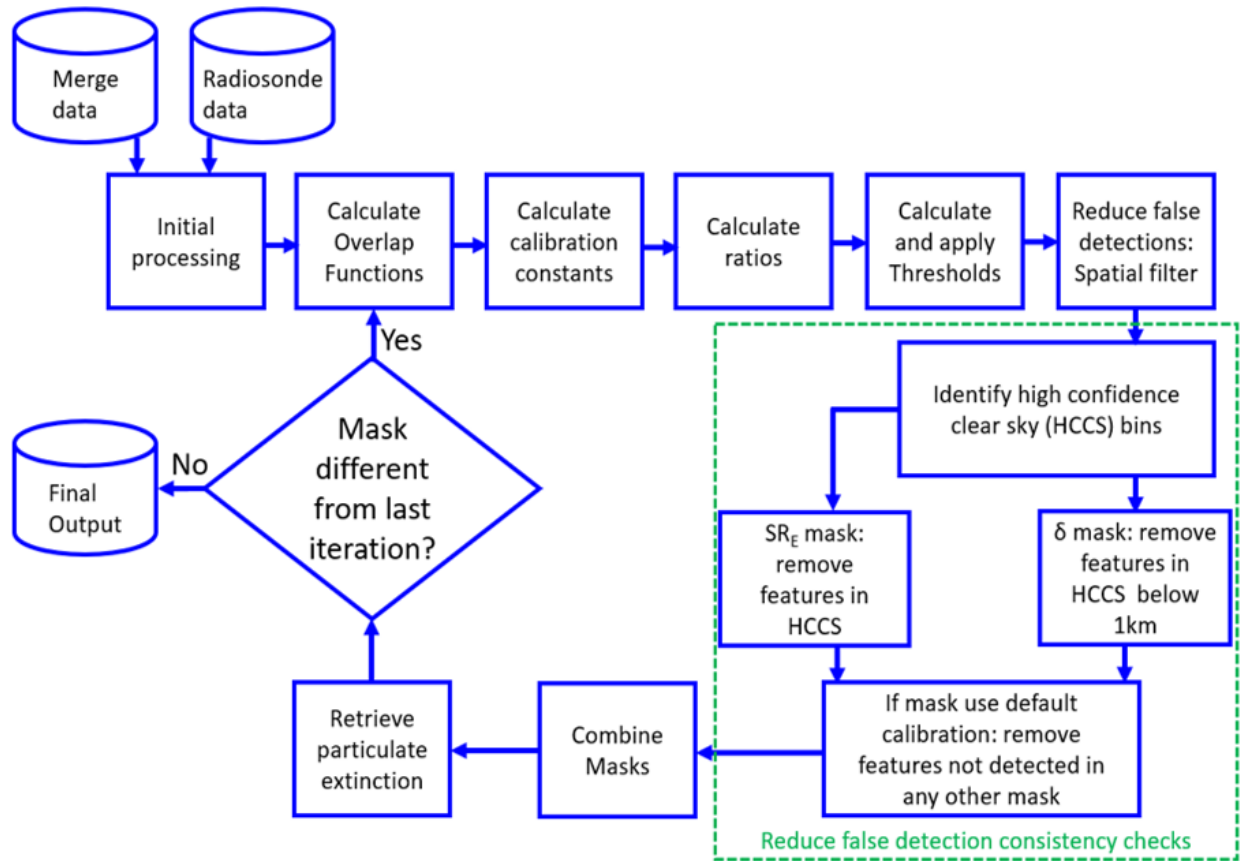 Merge
data
Radiosonde
data
Initial
processing
Calculate
Overlap
Functions
Calculate
calibration
constants
Calculate
ratios
Calculate
and apply
Thresholds
Reduce false
detections:
Spatial filter
Identify high confidence
clear sky (HCCS) bins
SR_E mask:
remove
features in
HCCS
δ mask: remove
features in
HCCS below
1km
If mask use default
calibration: remove
features not detected in
any other mask
Reduce false detection consistency checks
Combine
Masks
Retrieve
particulate
extinction
Mask
different
from last
iteration?
Yes
No
Final
Output